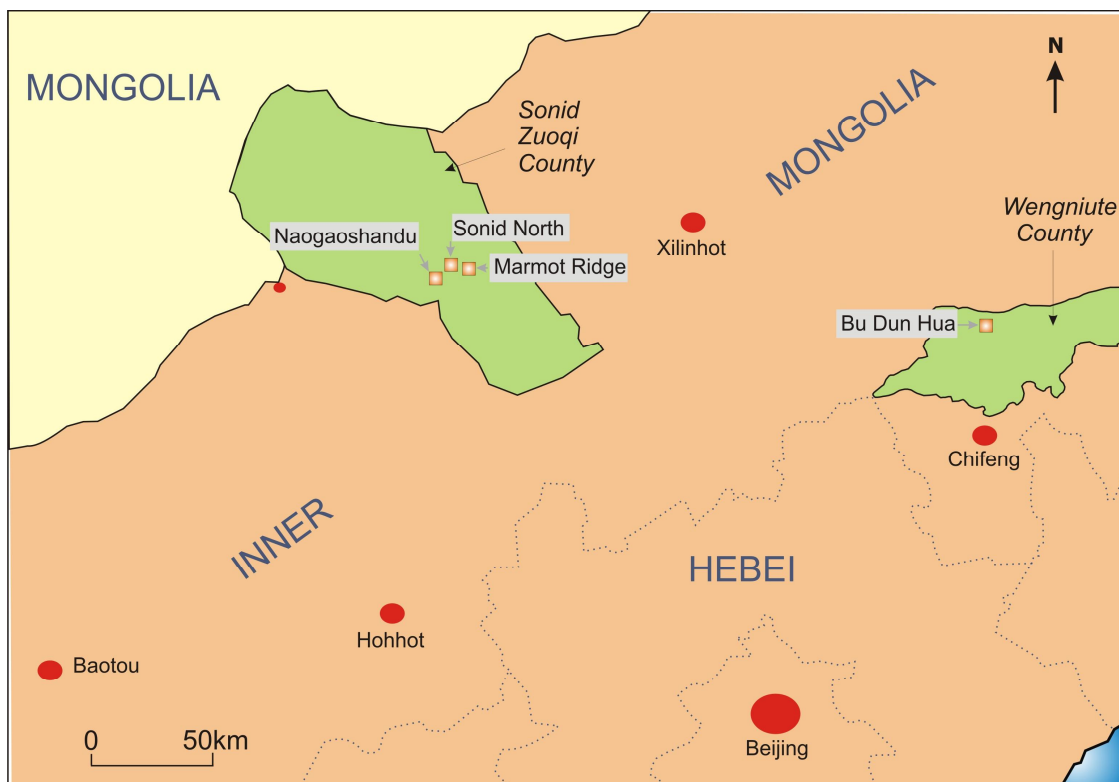 MONGOLIA
N
Sonid
Zuoqi
County
MONGOLIA
Wengniute
County
Naogaoshandu
Sonid North
Marmot Ridge
Xilinhot
Bu Dun Hua
Chifeng
INNER
HEBEI
Hohhot
Baotou
0 50km
Beijing